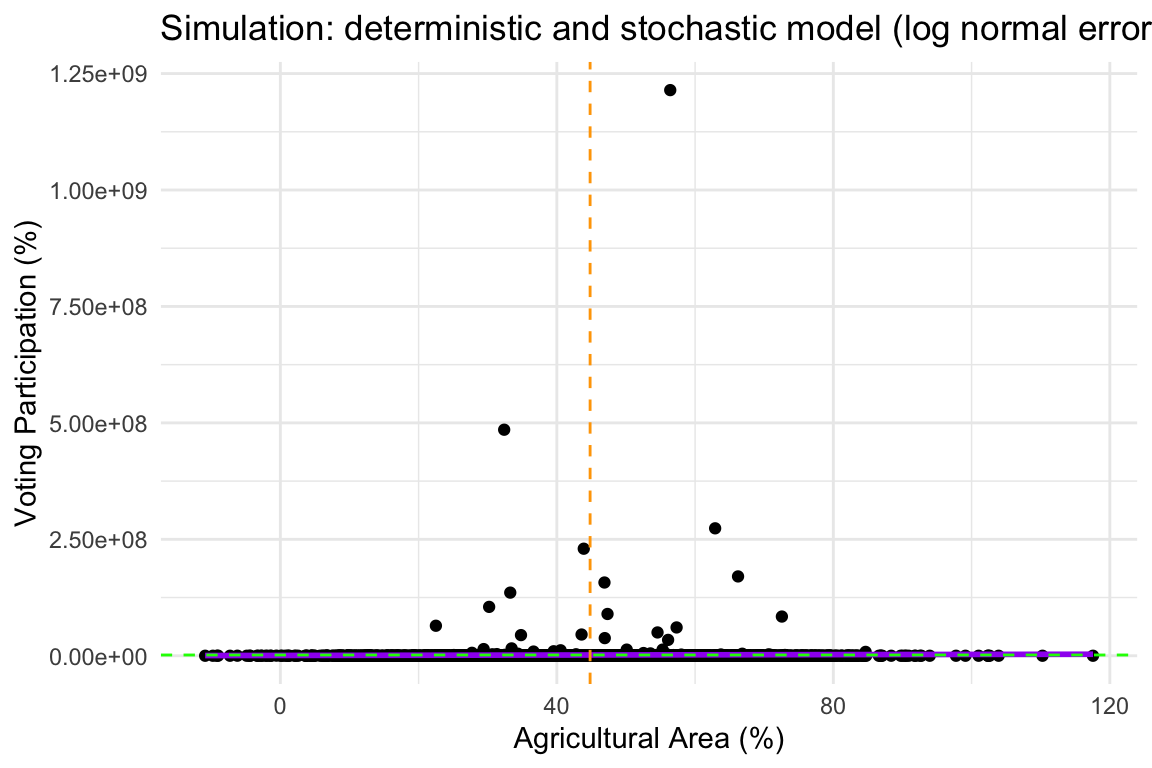 Simulation: deterministic and stochastic model (log normal error
1.25e+09
1.00e+09
7.50e+08
5.00e+08
2.50e+08
0.00e+00
Voting Participation (%)
0
40
80
120
Agricultural Area (%)